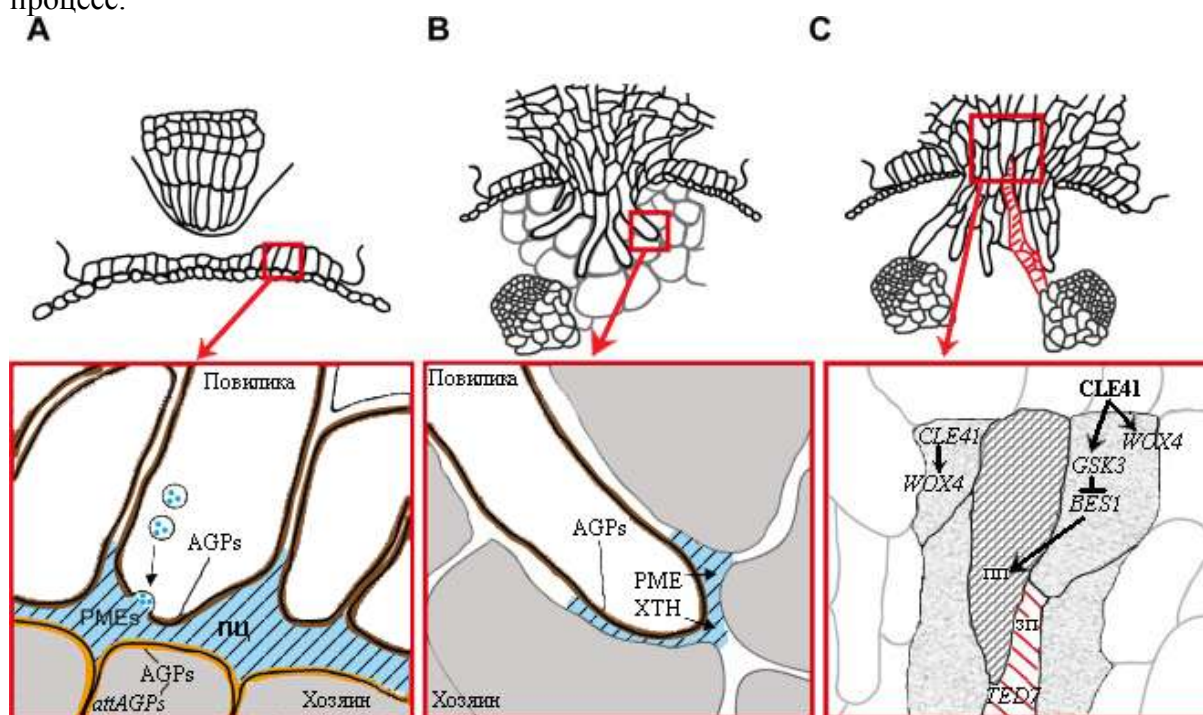 процесс.
A
B
C
Повилика
AGPs
PMEs
пц
AGPs
attAGPs
Хозяин
Повилика
AGPs
PME
XTH
Хозяин
CLE41
CLE41
WOX4
WOX4
GSK3
BES1
пп
зп
TED7